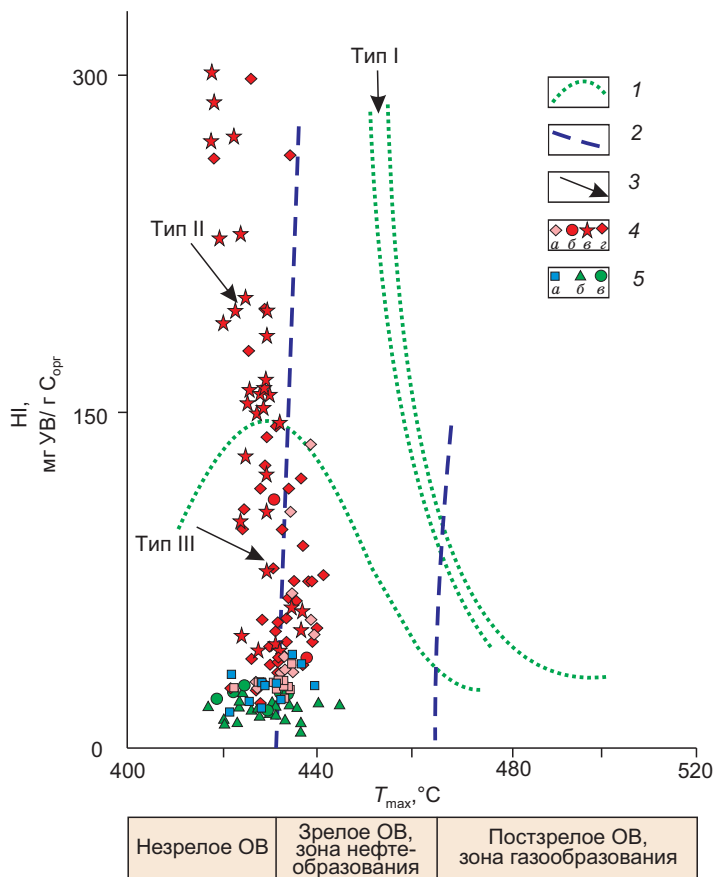 Тип I
300
1
2
3
4
а б в г
5
а б в
Тип II
HI,
мг УВ/ г Cорг
150
Тип III
0
400
440
480
520
Tmax,°C
Незрелое ОВ
Зрелое ОВ,
зона нефте-
образования
Постзрелое ОВ,
зона газообразования